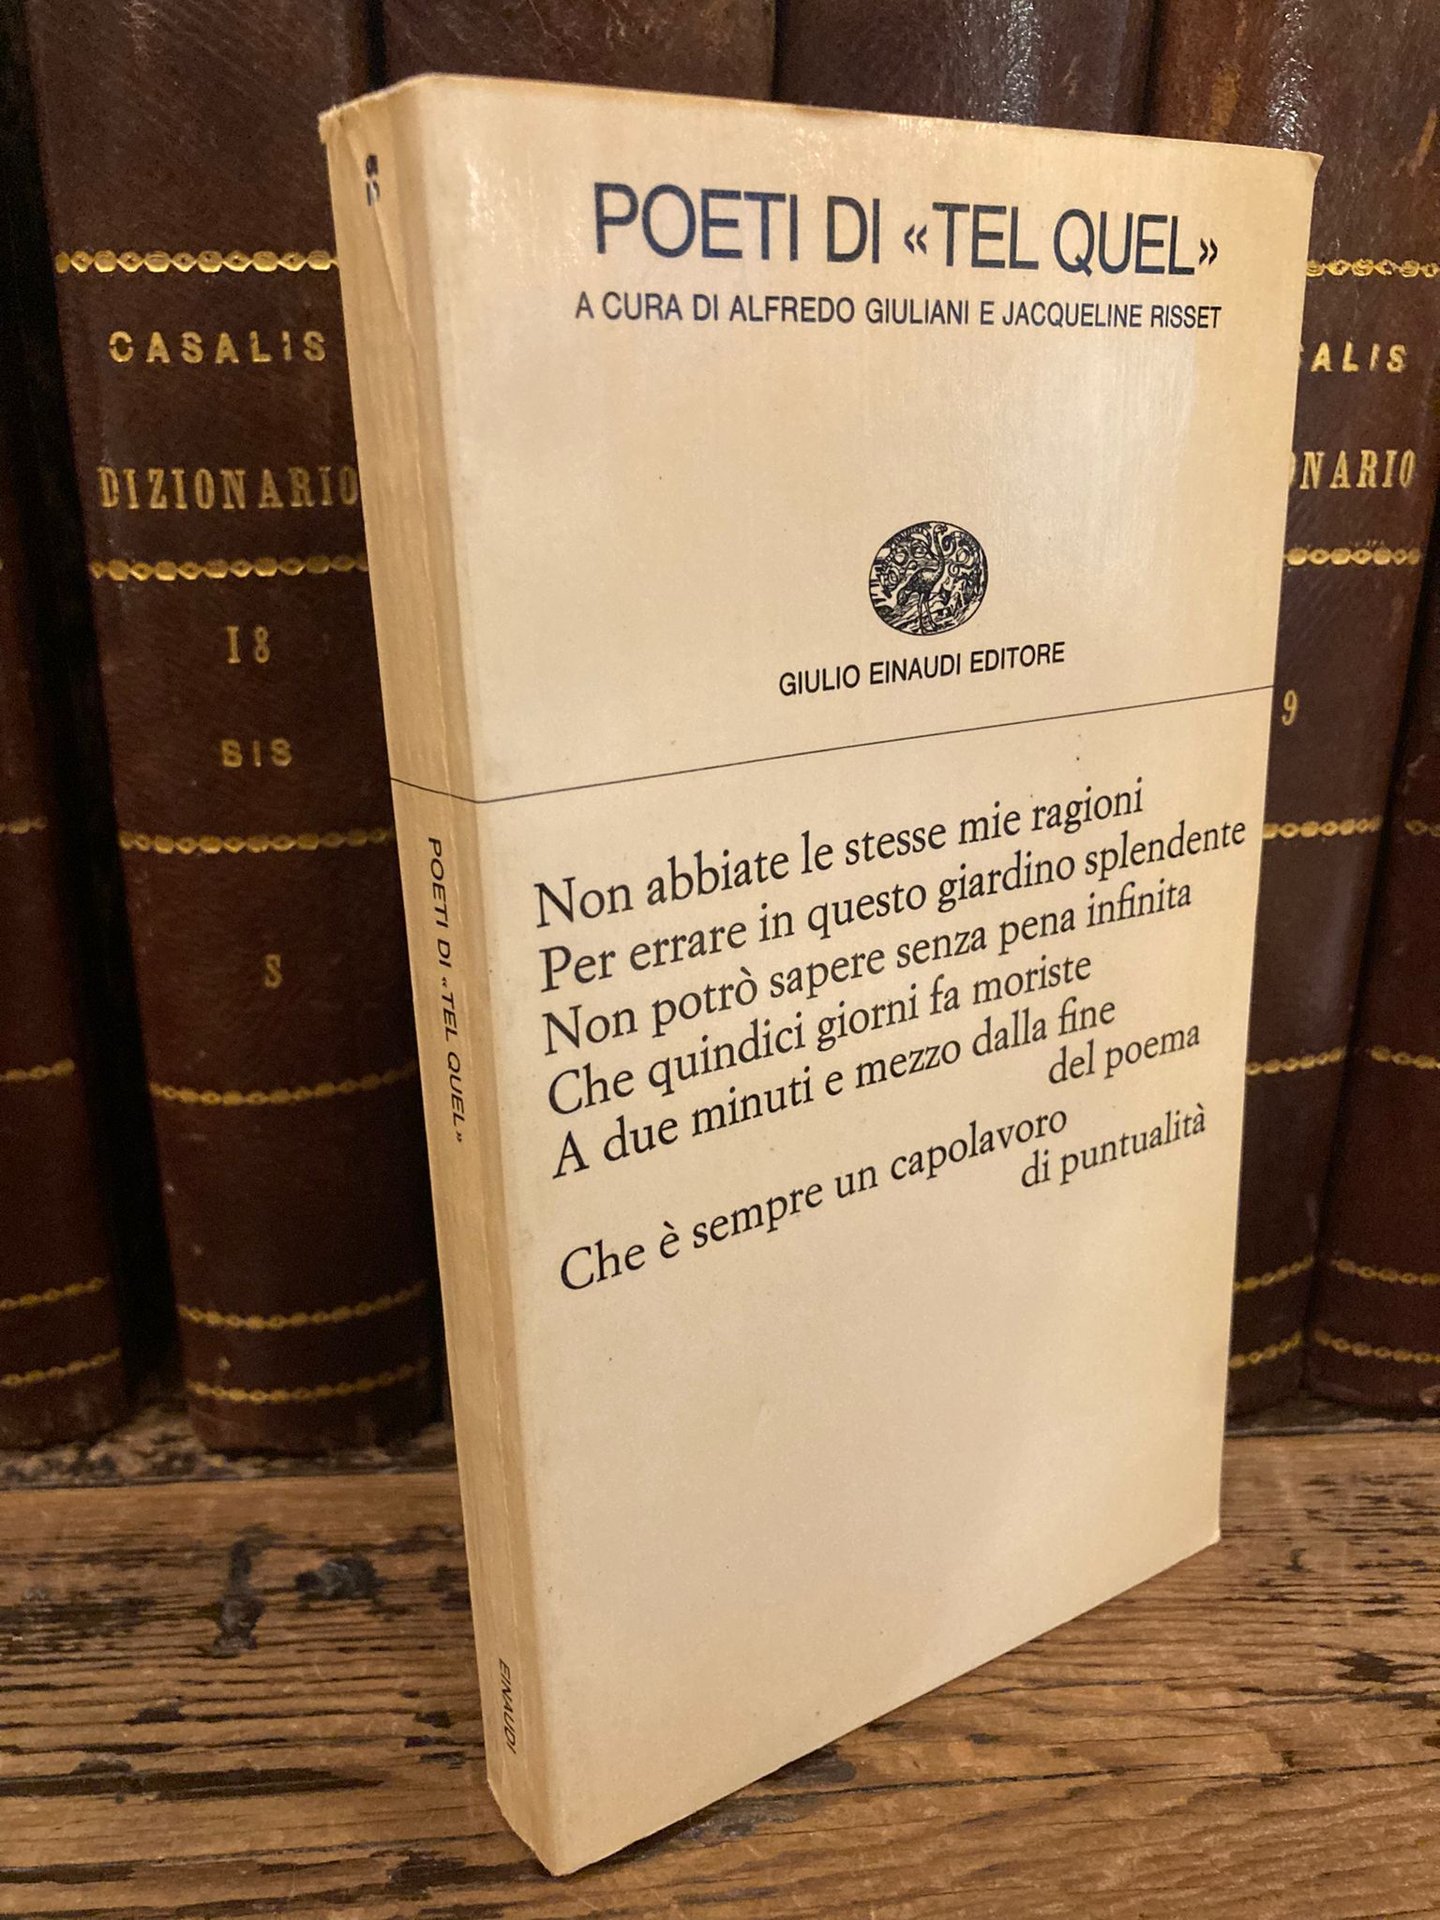 POETI DI «TEL QUEL»
A CURA DI ALFREDO GIULIANI E JACQUELINE RISSET
GIULIO EINAUDI EDITORE
Non abbiate le stesse mie ragioni
Per errare in questo giardino splendente
Non potrò sapere senza pena infinita
Che quindici giorni fa moriste
A due minuti e mezzo dalla fine
del poema
Che è sempre un capolavoro
di puntualità
52
POETI DI «TEL QUEL»
EINAUDI
CASALIS
DIZIONARIO
18
BIS
S
ALIS
ONARIO
9